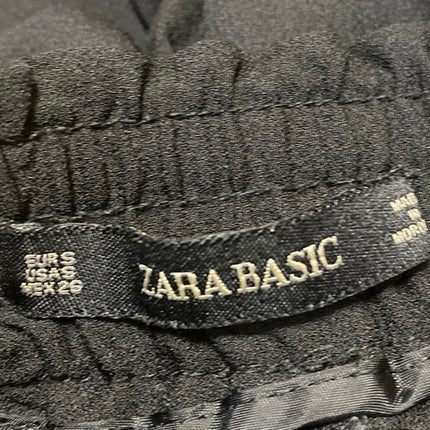 EUR S
USA S
MEX 26
ZARA BASIC
MADE
IN